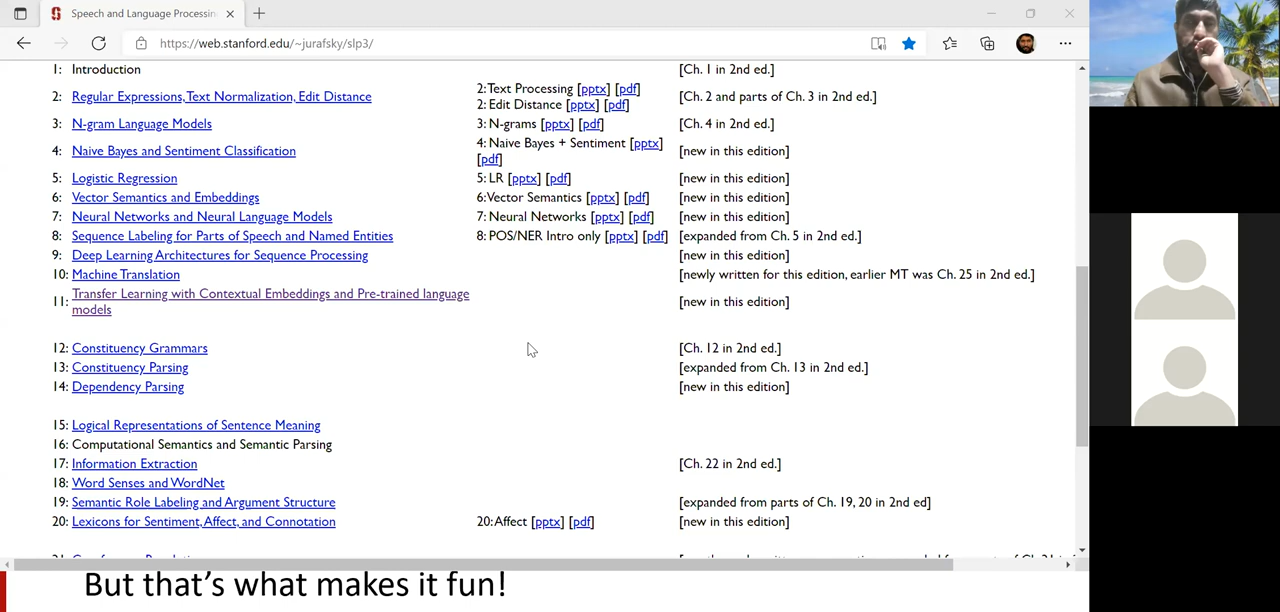 Speech and Language Processin
https://web.stanford.edu/~jurafsky/slp3/
1: Introduction [Ch. 1 in 2nd ed.]
2: Regular Expressions, Text Normalization, Edit Distance 2:Text Processing [pptx] [pdf] 2: Edit Distance [pptx] [pdf] [Ch. 2 and parts of Ch. 3 in 2nd ed.]
3: N-gram Language Models 3: N-grams [pptx] [pdf] [Ch. 4 in 2nd ed.]
4: Naive Bayes and Sentiment Classification 4: Naive Bayes + Sentiment [pptx] [pdf] [new in this edition]
5: Logistic Regression 5: LR [pptx] [pdf] [new in this edition]
6: Vector Semantics and Embeddings 6:Vector Semantics [pptx] [pdf] [new in this edition]
7: Neural Networks and Neural Language Models 7: Neural Networks [pptx] [pdf] [new in this edition]
8: Sequence Labeling for Parts of Speech and Named Entities 8: POS/NER Intro only [pptx] [pdf] [expanded from Ch. 5 in 2nd ed.]
9: Deep Learning Architectures for Sequence Processing [new in this edition]
10: Machine Translation [newly written for this edition, earlier MT was Ch. 25 in 2nd ed.]
11: Transfer Learning with Contextual Embeddings and Pre-trained language
models [new in this edition]
12: Constituency Grammars [Ch. 12 in 2nd ed.]
13: Constituency Parsing [expanded from Ch. 13 in 2nd ed.]
14: Dependency Parsing [new in this edition]
15: Logical Representations of Sentence Meaning
16: Computational Semantics and Semantic Parsing
17: Information Extraction [Ch. 22 in 2nd ed.]
18: Word Senses and WordNet
19: Semantic Role Labeling and Argument Structure [expanded from parts of Ch. 19, 20 in 2nd ed]
20: Lexicons for Sentiment, Affect, and Connotation 20: Affect [pptx] [pdf] [new in this edition]
But that's what makes it fun!